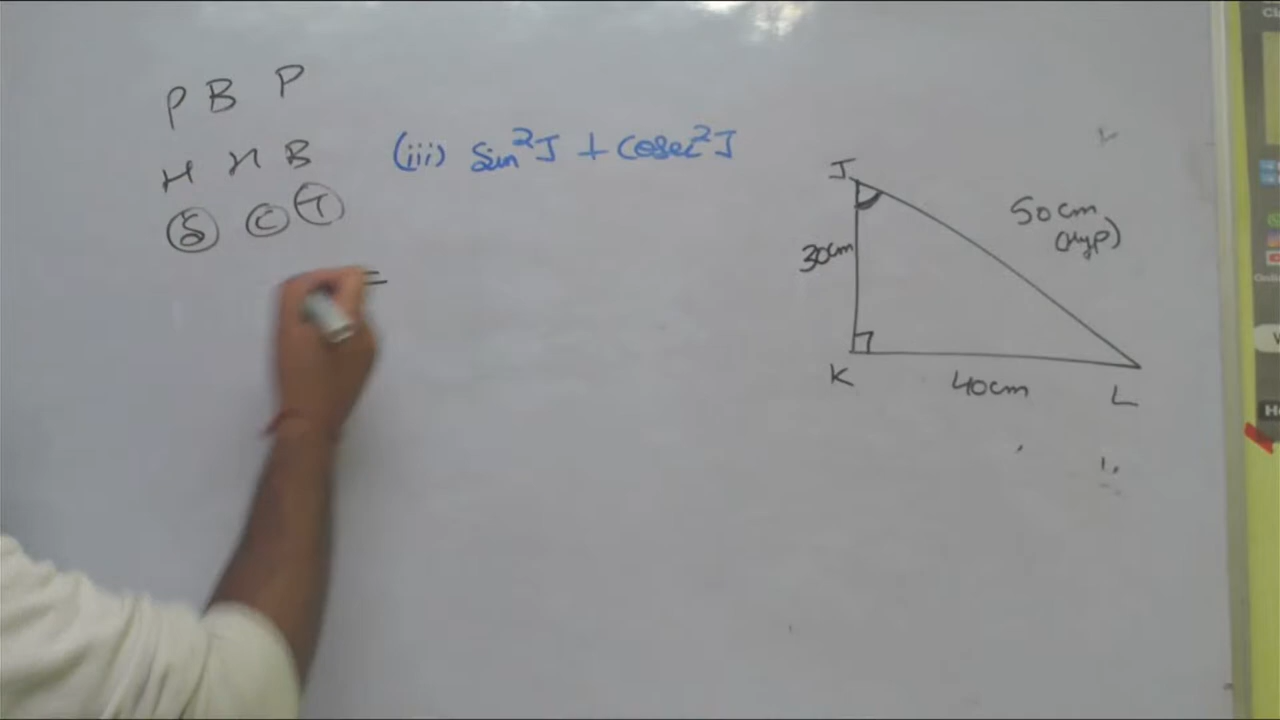 P B P
H H B
S C T
(iii) Sin²J + Cosec²J
=
J
50cm
(Hyp)
30cm
K
40cm
L